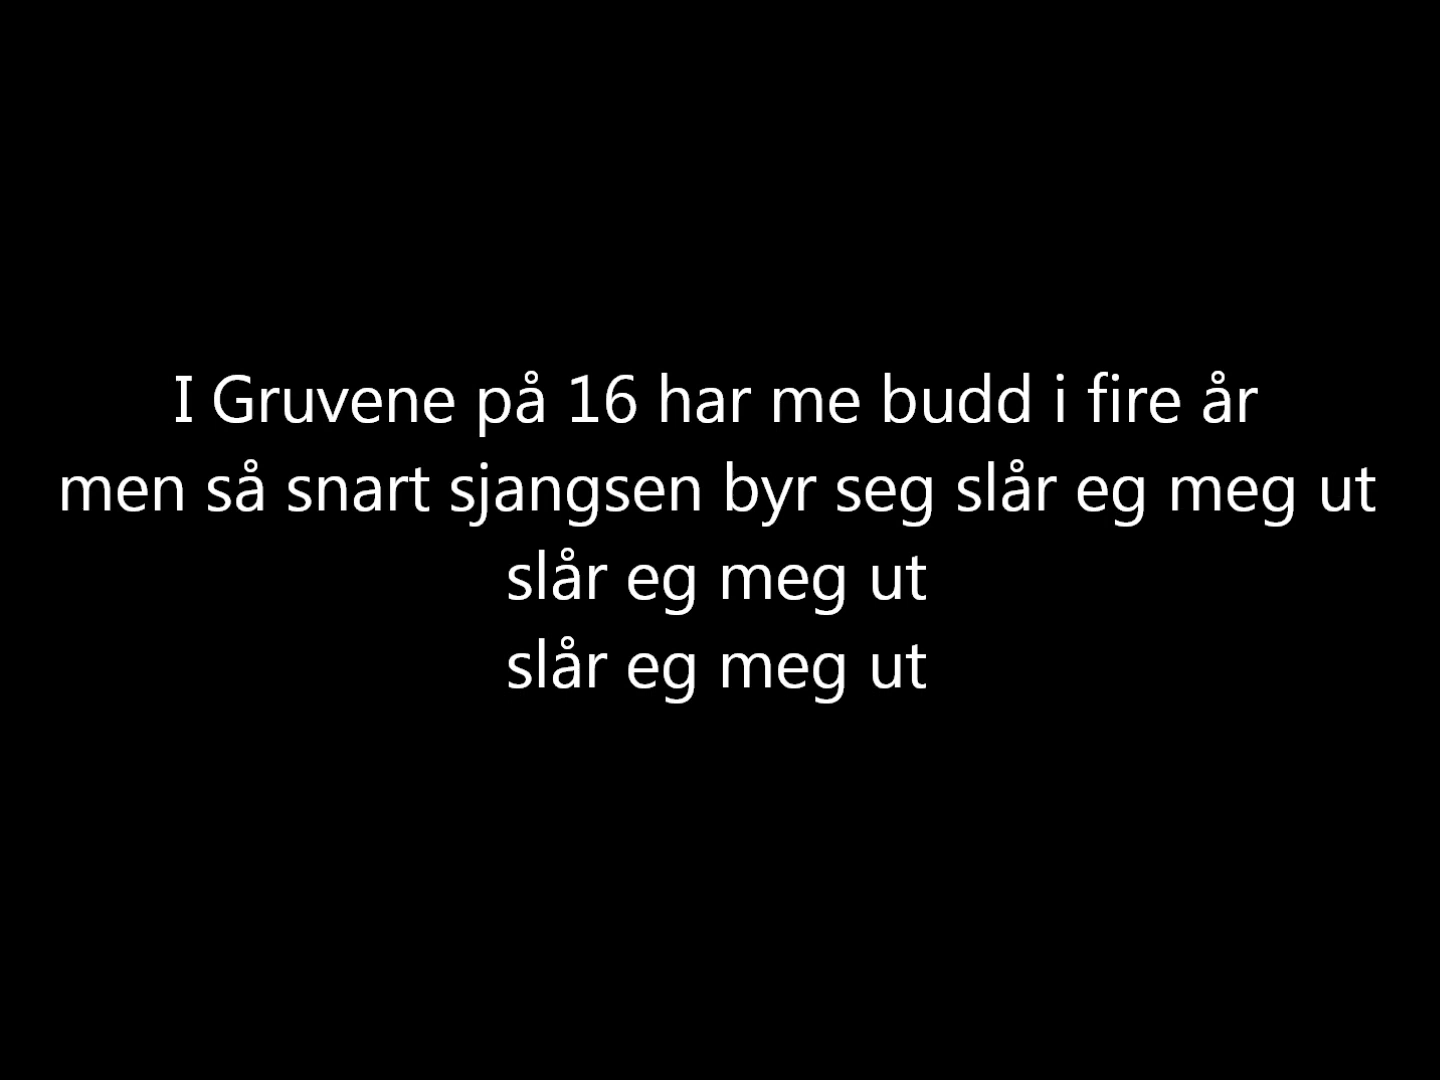 I Gruvene på 16 har me budd i fire år
men så snart sjangsen byr seg slår eg meg ut
slår eg meg ut
slår eg meg ut